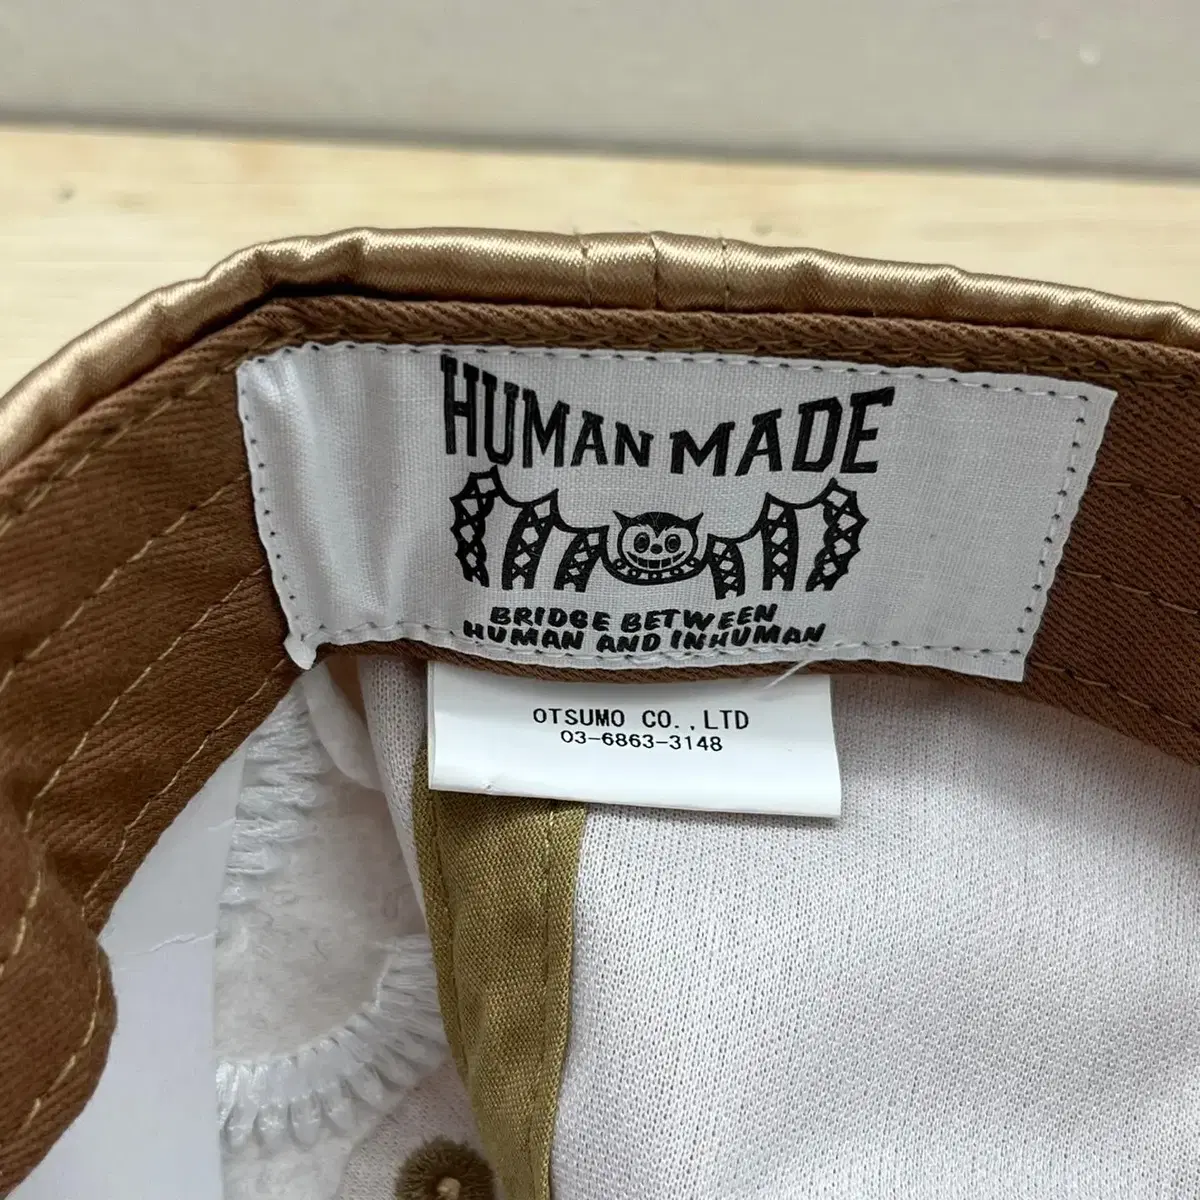 HUMAN MADE
BRIDGE BETWEEN
HUMAN AND INHUMAN
OTSUMO CO.,LTD
03-6863-3148